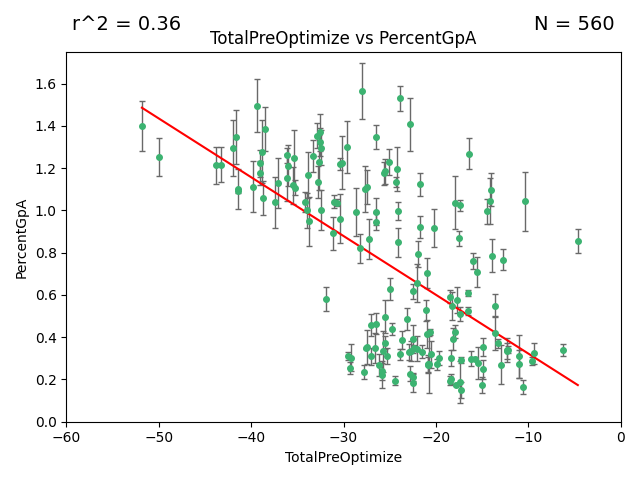 r^2 = 0.36
N = 560
TotalPreOptimize vs PercentGpA
PercentGpA
1.6
1.4
1.2
1.0
0.8
0.6
0.4
0.2
0.0
−60 −50 −40 −30 −20 −10 0
TotalPreOptimize